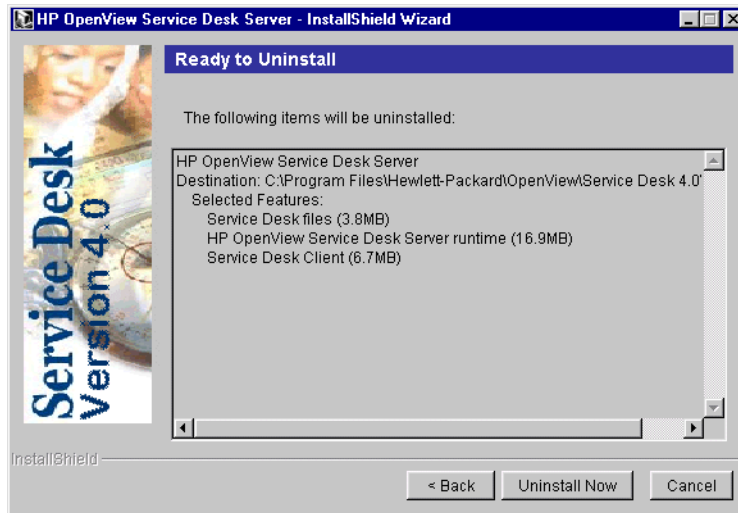 HP OpenView Service Desk Server - InstallShield Wizard
Ready to Uninstall
The following items will be uninstalled:
HP OpenView Service Desk Server
Destination: C:\Program Files\Hewlett-Packard\OpenView\Service Desk 4.0'
Selected Features:
Service Desk files (3.8MB)
HP OpenView Service Desk Server runtime (16.9MB)
Service Desk Client (6.7MB)
Service Desk
Version 4.0
InstallShield
< Back
Uninstall Now
Cancel